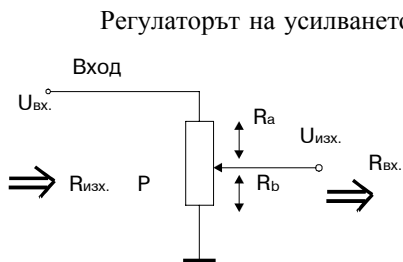 Регулаторът на усилването
Вход
Uвх.
Ra
Uизх.
Rвх.
Rизх.
P
Rb